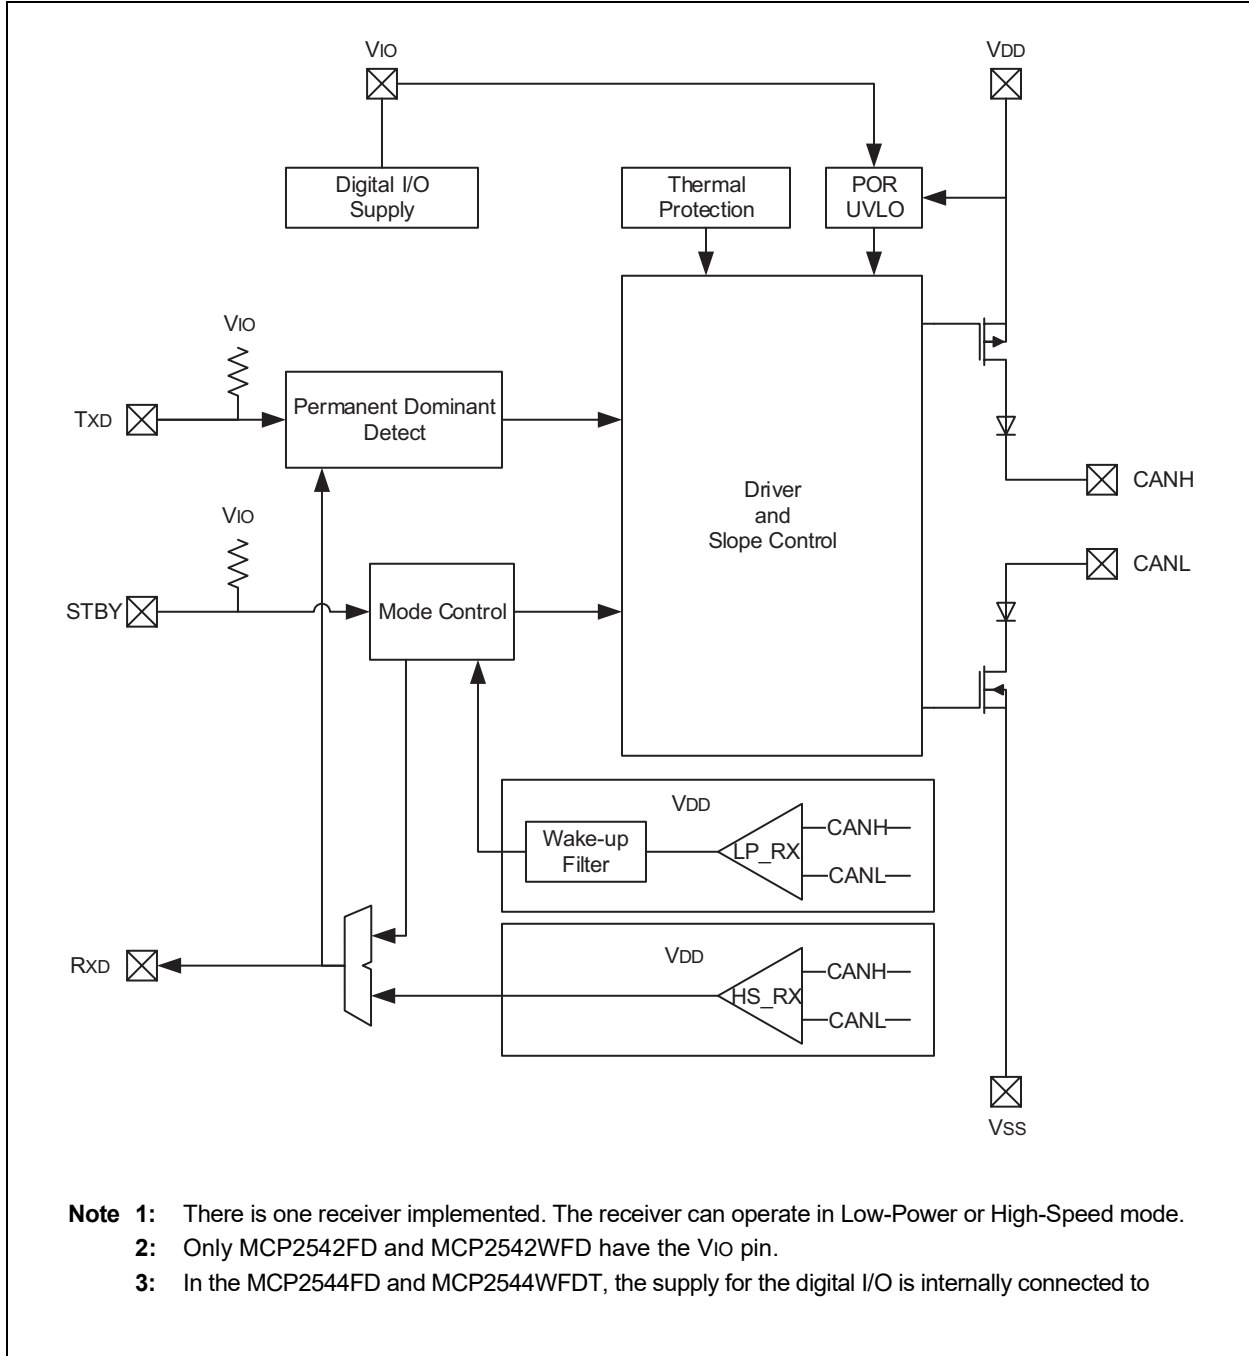 VIO
VDD
Digital I/O
Supply
Thermal
Protection
POR
UVLO
VIO
TXD
Permanent Dominant
Detect
Driver
and
Slope Control
CANH
VIO
CANL
STBY
Mode Control
VDD
Wake-up
Filter
LP_RX
CANH
CANL
RXD
VDD
HS_RX
CANH
CANL
VSS
Note 1: There is one receiver implemented. The receiver can operate in Low-Power or High-Speed mode.
2: Only MCP2542FD and MCP2542WFD have the VIO pin.
3: In the MCP2544FD and MCP2544WFDT, the supply for the digital I/O is internally connected to